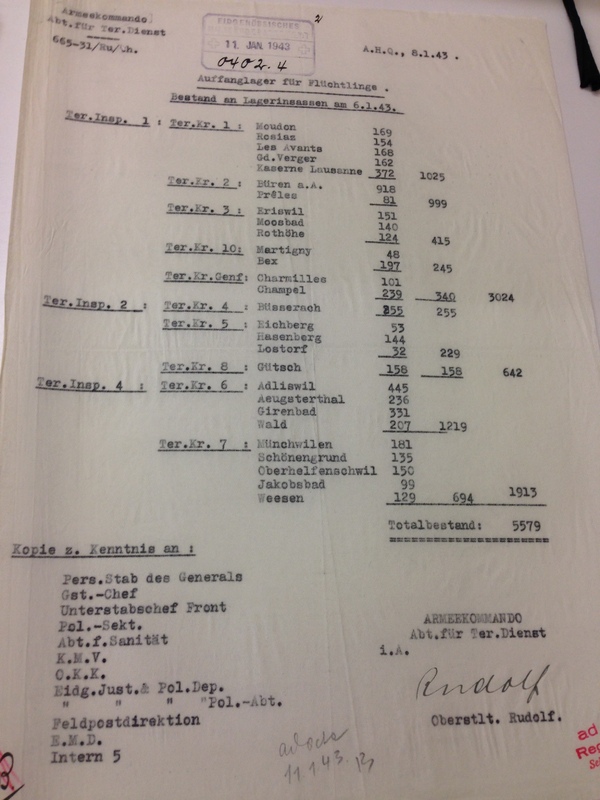 Armeekommando
Abt.für Ter.Dienst
665-31/Ru/Wh.
2
EIDGENÖSSISCHES
11. JAN. 1943
0402.4
A.H.Q., 8.1.43 .
Auffanglager für Flüchtlinge .
Bestand an Lagerinsassen am 6.1.43.
Ter.Insp. 1 : Ter.Kr. 1 : Moudon 169
Rosiaz 154
Les Avants 168
Gd.Verger 162
Kaserne Lausanne 372 1025
Ter.Kr. 2 : Büren a.A. 918
Prêles 81 999
Ter.Kr. 3 : Eriswil 151
Moosbad 140
Rothöhe 124 415
Ter.Kr. 10: Martigny 48
Bex 197 245
Ter.Kr.Genf: Charmilles 101
Champel 239 340 3024
Ter.Insp. 2 : Ter.Kr. 4 : Büsserach 255 255
Ter.Kr. 5 : Eichberg 53
Hasenberg 144
Lostorf 32 229
Ter.Kr. 8 : Gütsch 158 158 642
Ter.Insp. 4 : Ter.Kr. 6 : Adliswil 445
Aeugsterthal 236
Girenbad 331
Wald 207 1219
Ter.Kr. 7 : Münchwilen 181
Schönengrund 135
Oberhelfenschwil 150
Jakobsbad 99
Weesen 129 694 1913
Totalbestand: 5579
Kopie z. Kenntnis an :
Pers.Stab des Generals
Gst.-Chef
Unterstabschef Front
Pol.-Sekt.
Abt.f.Sanität
K.M.V.
O.K.K.
Eidg.Just.& Pol.Dep.
" " " "Pol.-Abt.
Feldpostdirektion
E.M.D.
Intern 5
ARMEEKOMMANDO
Abt.für Ter.Dienst
i.A.
Rudolf
Oberstlt. Rudolf.
11.1.43.
ad
Reg